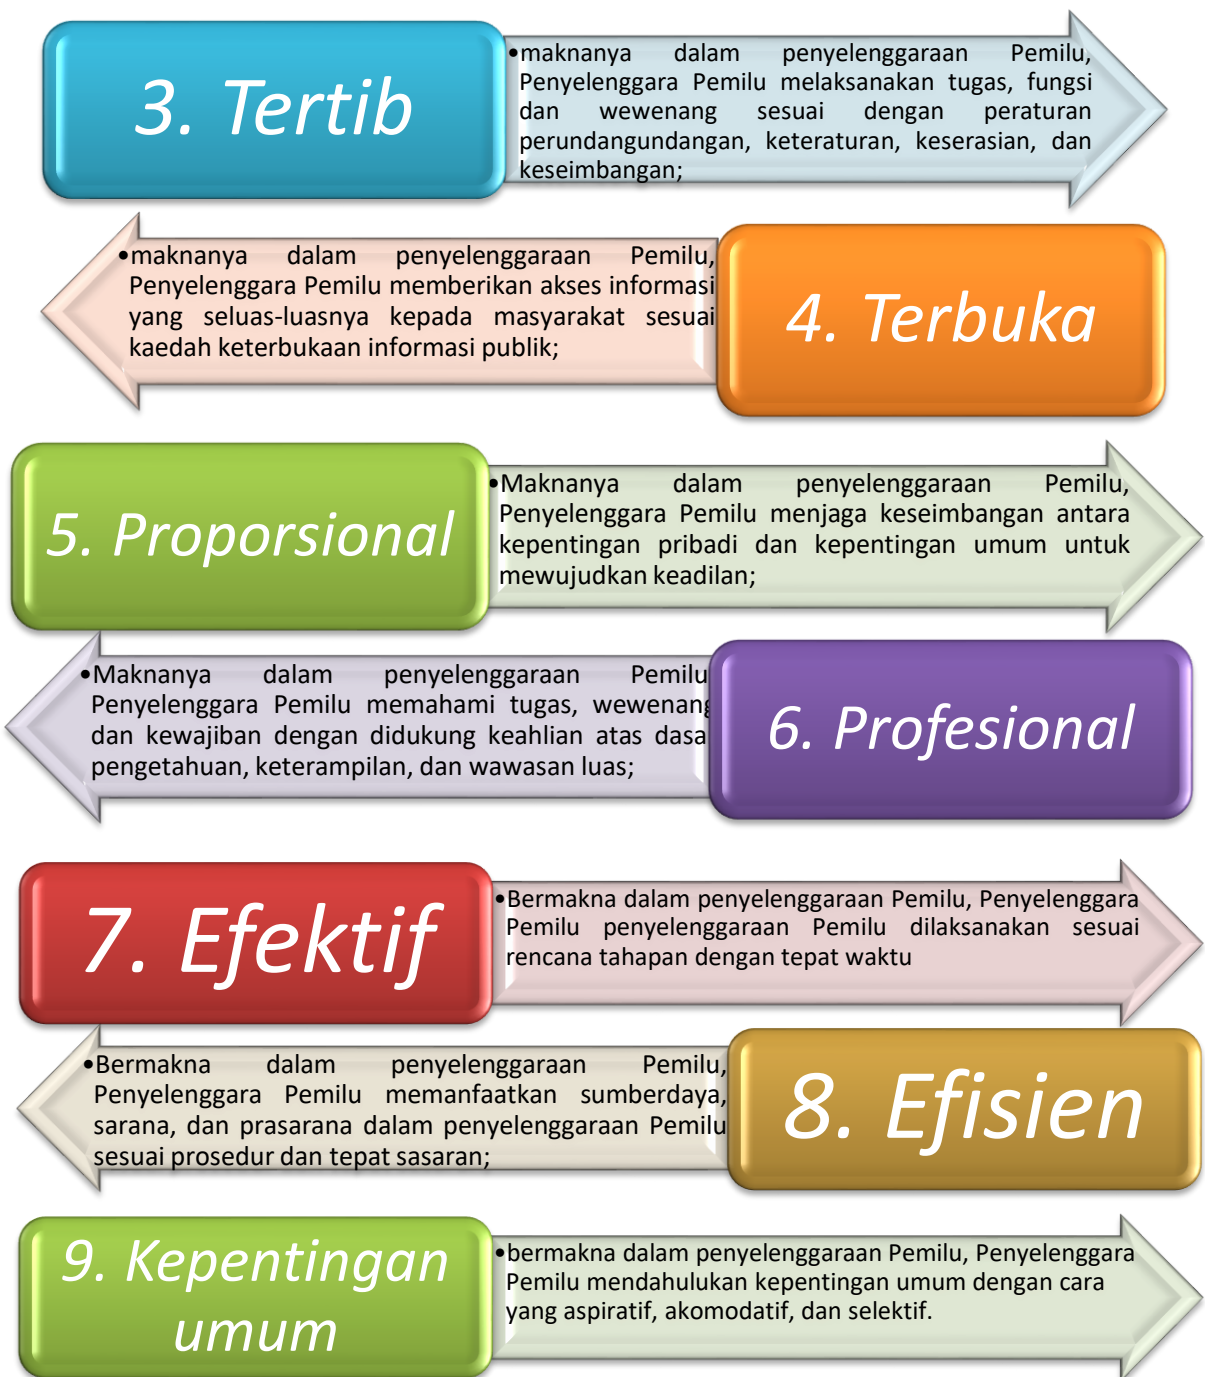 3. Tertib
•maknanya dalam penyelenggaraan Pemilu,
Penyelenggara Pemilu melaksanakan tugas, fungsi
dan wewenang sesuai dengan peraturan
perundangundangan, keteraturan, keserasian, dan
keseimbangan;
•maknanya dalam penyelenggaraan Pemilu,
Penyelenggara Pemilu memberikan akses informasi
yang seluas-luasnya kepada masyarakat sesuai
kaedah keterbukaan informasi publik;
4. Terbuka
5. Proporsional
•Maknanya dalam penyelenggaraan Pemilu,
Penyelenggara Pemilu menjaga keseimbangan antara
kepentingan pribadi dan kepentingan umum untuk
mewujudkan keadilan;
•Maknanya dalam penyelenggaraan Pemilu
Penyelenggara Pemilu memahami tugas, wewenang
dan kewajiban dengan didukung keahlian atas dasa
pengetahuan, keterampilan, dan wawasan luas;
6. Profesional
7. Efektif
•Bermakna dalam penyelenggaraan Pemilu, Penyelenggara
Pemilu penyelenggaraan Pemilu dilaksanakan sesuai
rencana tahapan dengan tepat waktu
•Bermakna dalam penyelenggaraan Pemilu,
Penyelenggara Pemilu memanfaatkan sumberdaya,
sarana, dan prasarana dalam penyelenggaraan Pemilu
sesuai prosedur dan tepat sasaran;
8. Efisien
9. Kepentingan
umum
•bermakna dalam penyelenggaraan Pemilu, Penyelenggara
Pemilu mendahulukan kepentingan umum dengan cara
yang aspiratif, akomodatif, dan selektif.